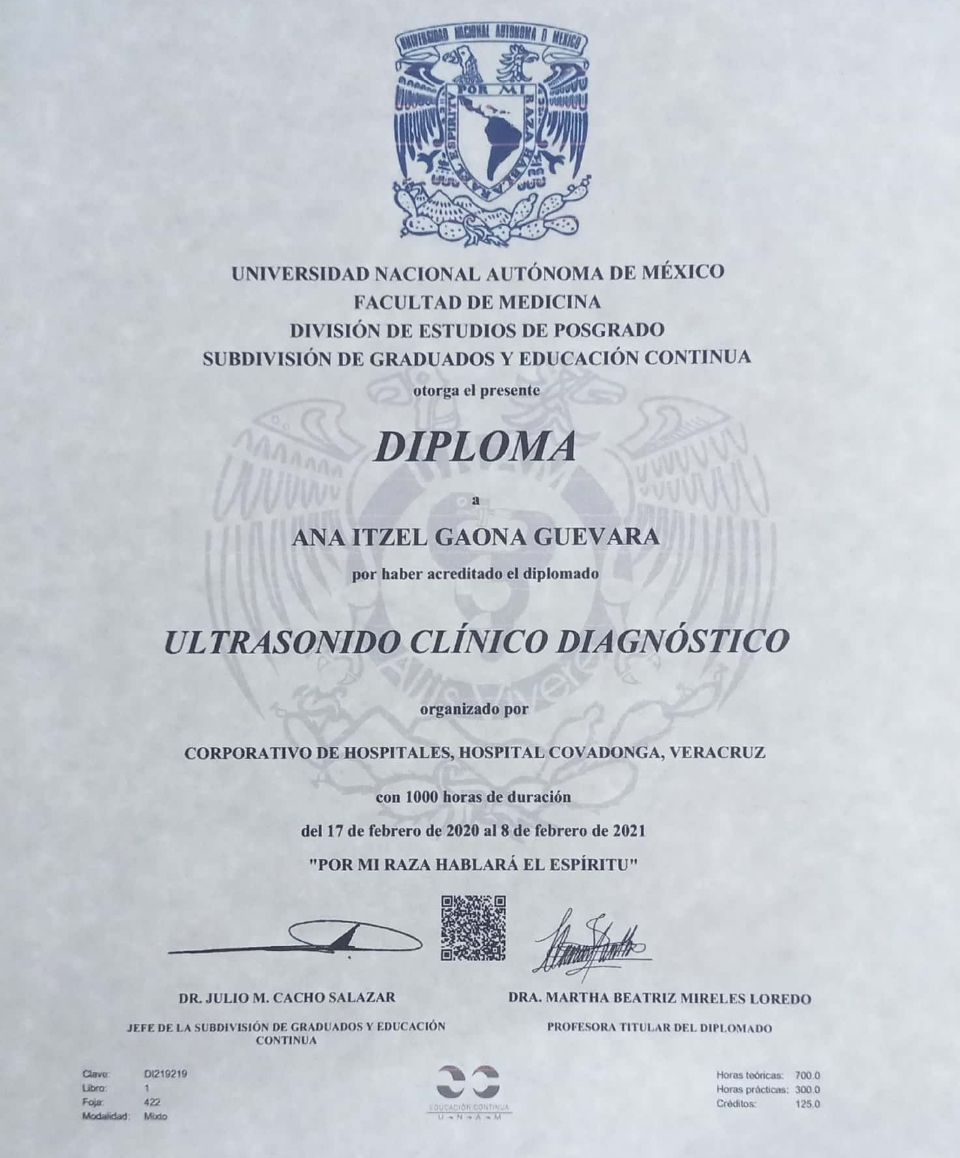 UNIVERSIDAD NACIONAL AUTONOMA D MEXICO
POR MI RAZA HABLARA EL ESPIRITU
UNIVERSIDAD NACIONAL AUTÓNOMA DE MÉXICO
FACULTAD DE MEDICINA
DIVISIÓN DE ESTUDIOS DE POSGRADO
SUBDIVISIÓN DE GRADUADOS Y EDUCACIÓN CONTINUA
otorga el presente
DIPLOMA
a
ANA ITZEL GAONA GUEVARA
por haber acreditado el diplomado
ULTRASONIDO CLÍNICO DIAGNÓSTICO
organizado por
CORPORATIVO DE HOSPITALES, HOSPITAL COVADONGA, VERACRUZ
con 1000 horas de duración
del 17 de febrero de 2020 al 8 de febrero de 2021
"POR MI RAZA HABLARÁ EL ESPÍRITU"
DR. JULIO M. CACHO SALAZAR
JEFE DE LA SUBDIVISIÓN DE GRADUADOS Y EDUCACIÓN
CONTINUA
DRA. MARTHA BEATRIZ MIRELES LOREDO
PROFESORA TITULAR DEL DIPLOMADO
Clave: DI219219
Libro: 1
Foja: 422
Modalidad: Mixto
EDUCACIÓN CONTINUA
U·N·A·M
Horas teóricas: 700.0
Horas prácticas: 300.0
Créditos: 125.0